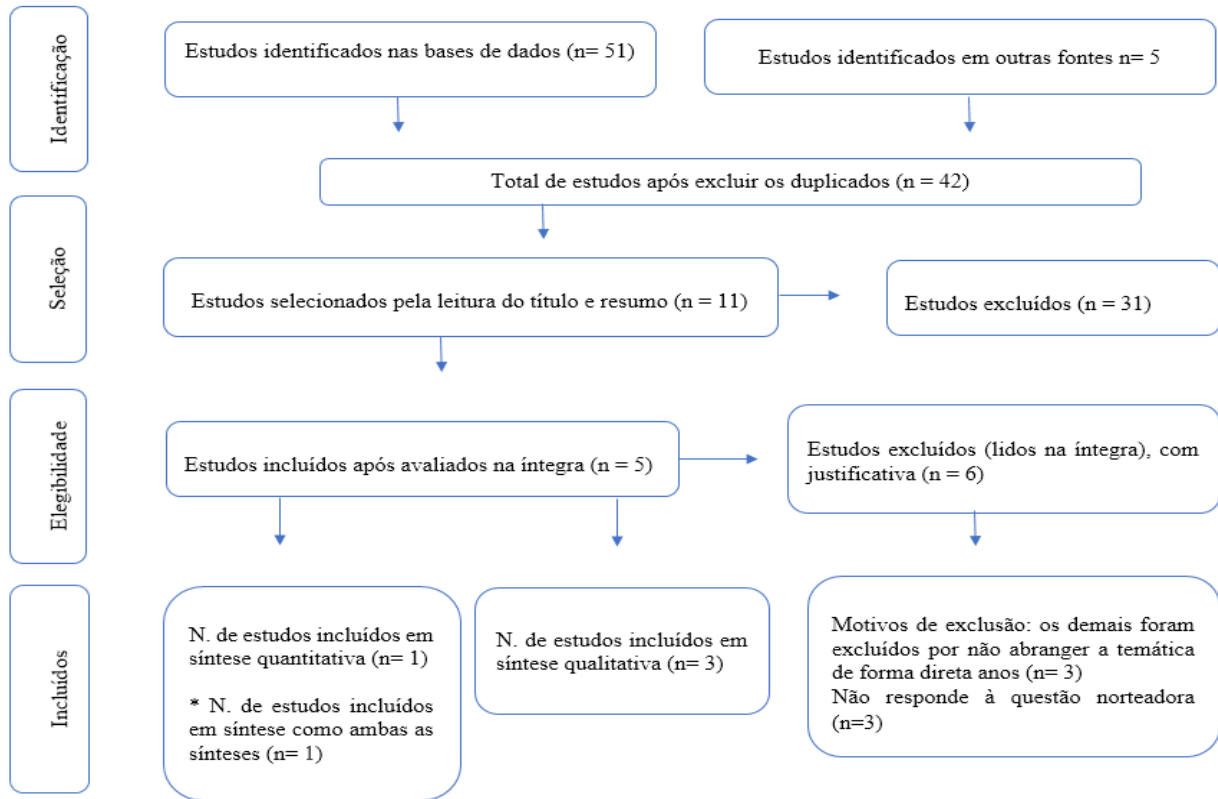 Identificação
Estudos identificados nas bases de dados (n= 51)
Estudos identificados em outras fontes n= 5
Total de estudos após excluir os duplicados (n = 42)
Seleção
Estudos selecionados pela leitura do título e resumo (n = 11)
Estudos excluídos (n = 31)
Elegibilidade
Estudos incluídos após avaliados na íntegra (n = 5)
Estudos excluídos (lidos na íntegra), com
justificativa (n = 6)
Incluídos
N. de estudos incluídos em
síntese quantitativa (n= 1)
* N. de estudos incluídos
em síntese como ambas as
sínteses (n= 1)
N. de estudos incluídos em
síntese qualitativa (n= 3)
Motivos de exclusão: os demais foram
excluídos por não abranger a temática
de forma direta anos (n= 3)
Não responde à questão norteadora
(n=3)